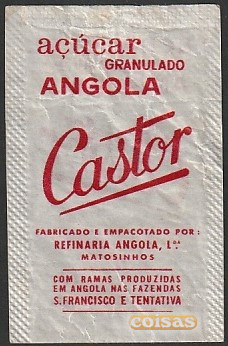 açúcar
GRANULADO
ANGOLA
Castor
FABRICADO E EMPACOTADO POR:
REFINARIA ANGOLA, L.DA
MATOSINHOS
COM RAMAS PRODUZIDAS
EM ANGOLA NAS FAZENDAS
S. FRANCISCO E TENTATIVA
coisas